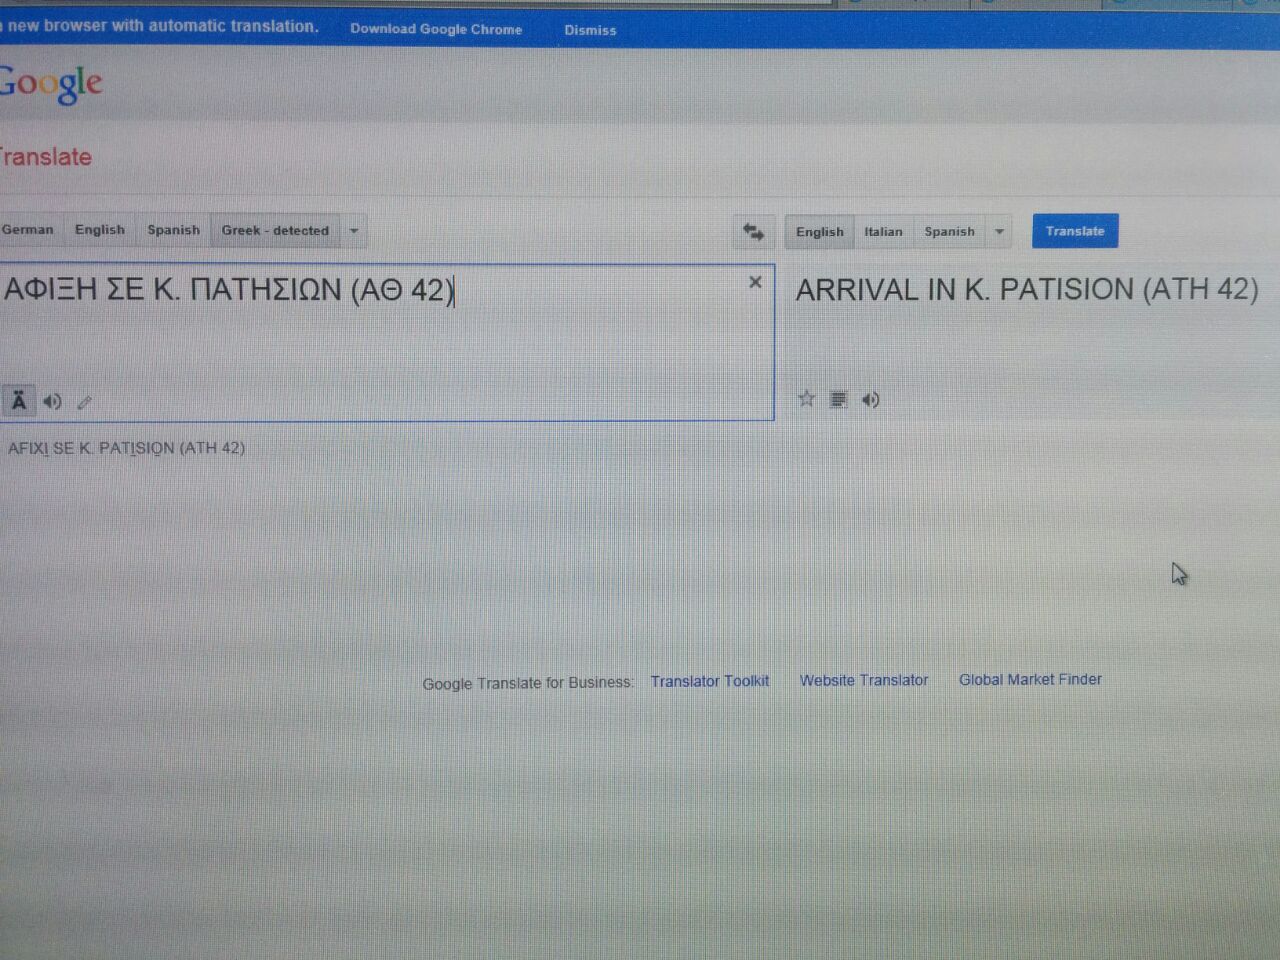 new browser with automatic translation. Download Google Chrome Dismiss
Google
Translate
German English Spanish Greek - detected English Italian Spanish Translate
ΑΦΙΞΗ ΣΕ Κ. ΠΑΤΗΣΙΩΝ (ΑΘ 42) ARRIVAL IN K. PATISION (ATH 42)
Ä
AFIXI̱ SE K. PATI̱SIO̱N (ATH 42)
Google Translate for Business: Translator Toolkit Website Translator Global Market Finder